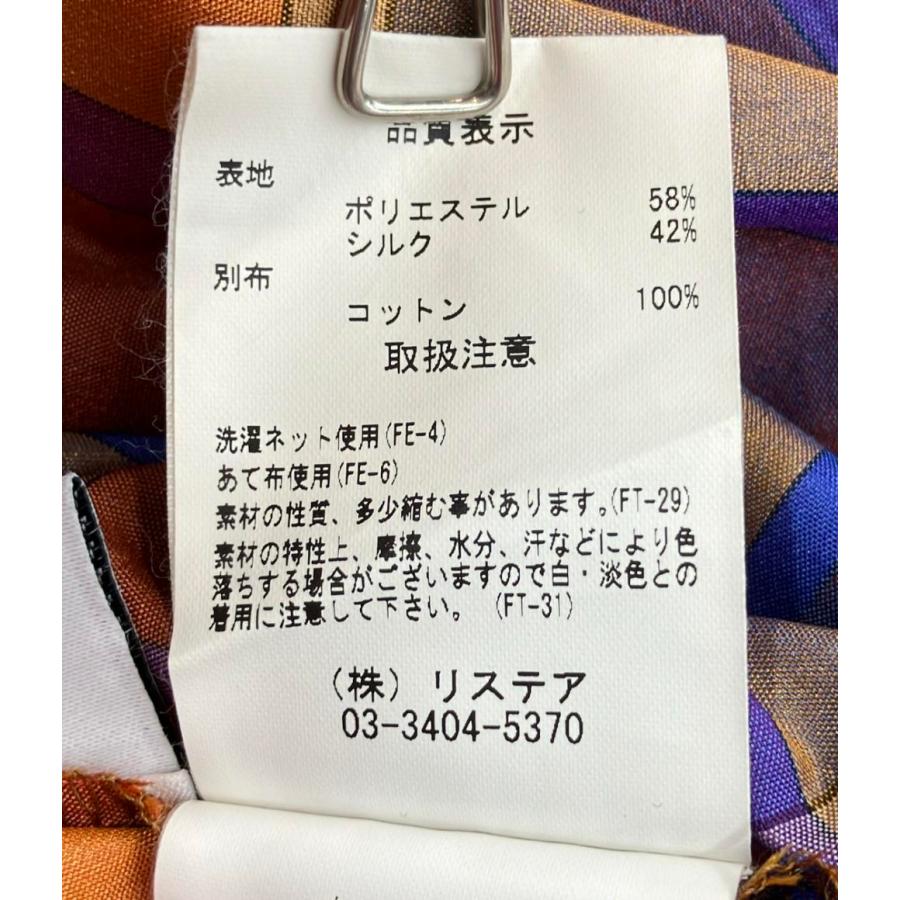 品質表示
表地
ポリエステル 58%
シルク 42%
別布
コットン 100%
取扱注意
洗濯ネット使用(FE-4)
あて布使用(FE-6)
素材の性質、多少縮む事があります。(FT-29)
素材の特性上、摩擦、水分、汗などにより色
落ちする場合がございますので白・淡色との
着用に注意して下さい。 (FT-31)
(株) リステア
03-3404-5370